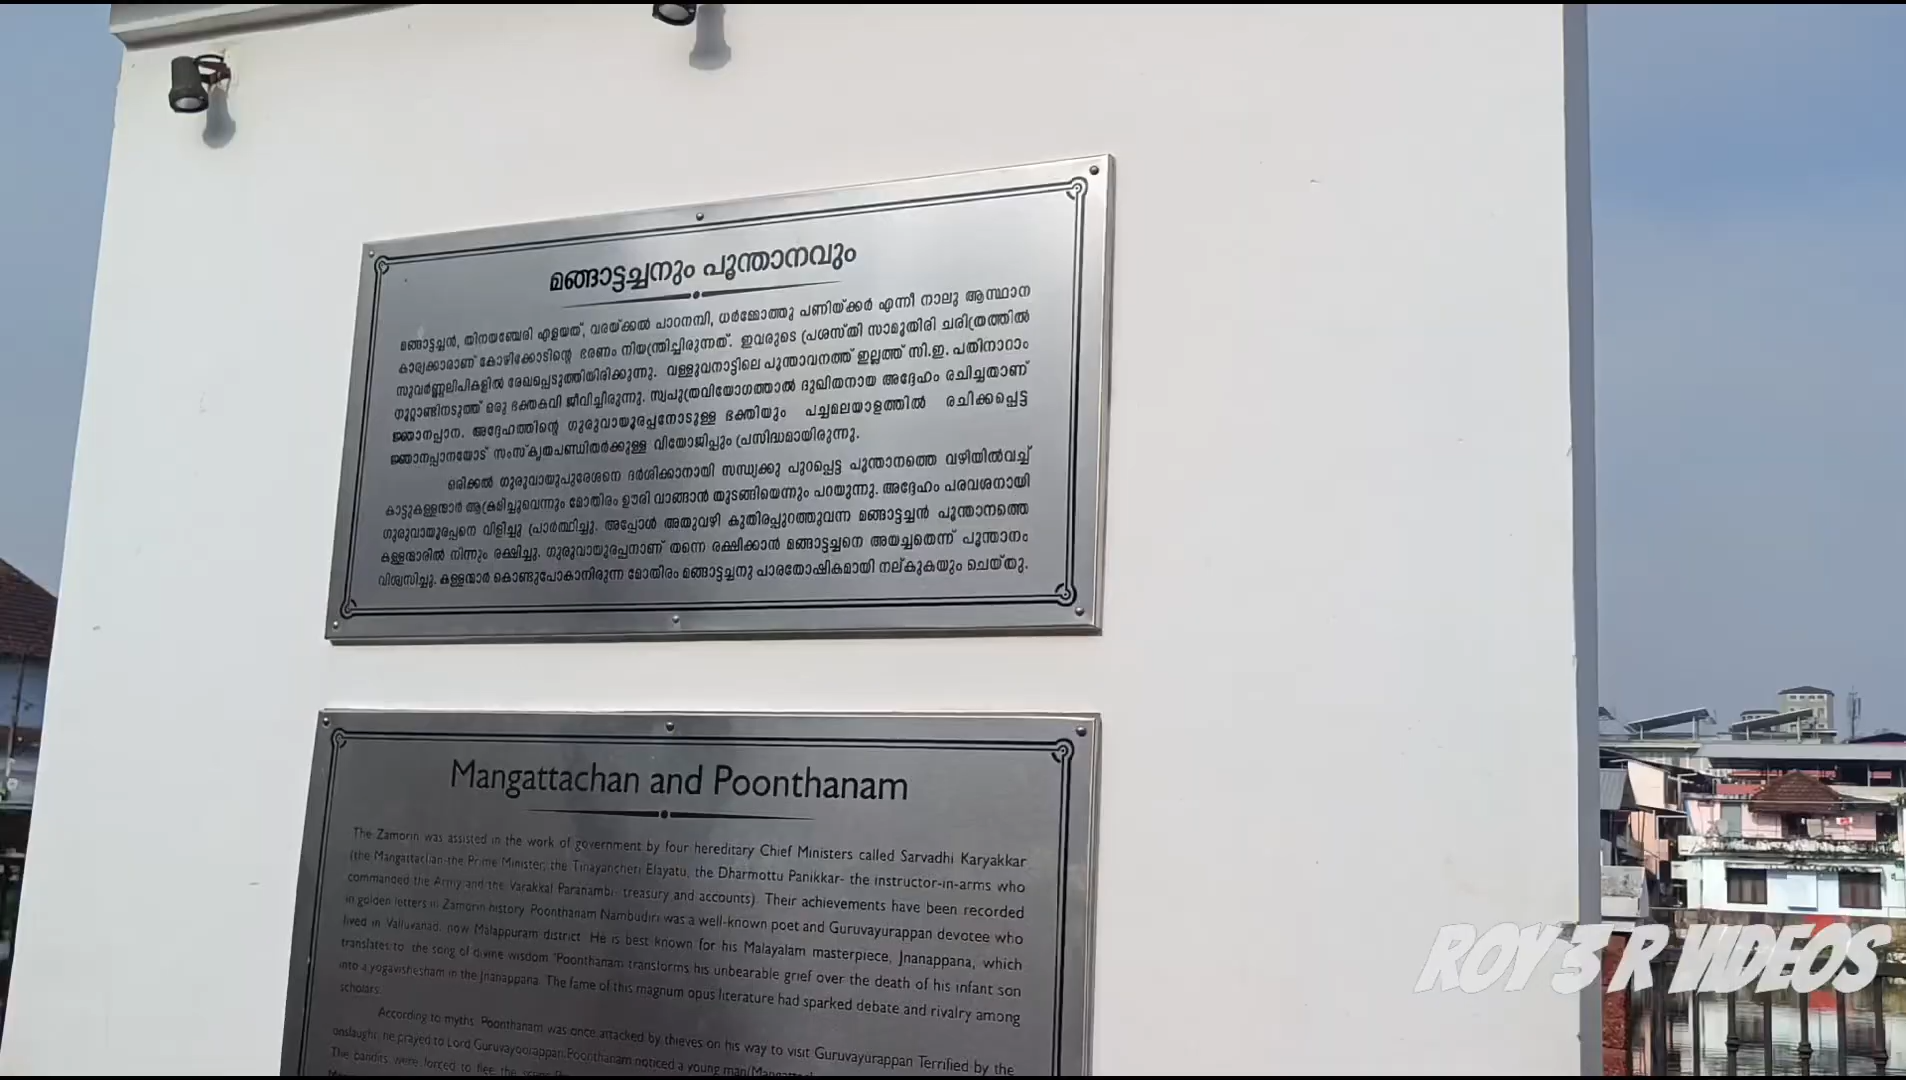 മങ്ങാട്ടച്ചനും പൂന്താനവും
മങ്ങാട്ടച്ചൻ, തിനയഞ്ചേരി എളയത്, വരയ്ക്കൽ പാറനമ്പി, ധർമ്മോത്തു പണിയ്ക്കർ എന്നീ നാലു ആസ്ഥാന
കാര്യക്കാരാണ് കോഴിക്കോടിന്റെ ഭരണം നിയന്ത്രിച്ചിരുന്നത്. ഇവരുടെ പ്രശസ്തി സാമൂതിരി ചരിത്രത്തിൽ
സുവർണ്ണലിപികളിൽ രേഖപ്പെടുത്തിയിരിക്കുന്നു. വള്ളുവനാട്ടിലെ പൂന്താവനത്ത് ഇല്ലത്ത് സി.ഇ. പതിനാറാം
നൂറ്റാണ്ടിനടുത്ത് ഒരു ഭക്തകവി ജീവിച്ചിരുന്നു. സ്വപുത്രവിയോഗത്താൽ ദുഖിതനായ അദ്ദേഹം രചിച്ചതാണ്
ജ്ഞാനപ്പാന. അദ്ദേഹത്തിന്റെ ഗുരുവായൂരപ്പനോടുള്ള ഭക്തിയും പച്ചമലയാളത്തിൽ രചിക്കപ്പെട്ട
ജ്ഞാനപ്പാനയോട് സംസ്കൃതപണ്ഡിതർക്കുള്ള വിയോജിപ്പും പ്രസിദ്ധമായിരുന്നു.
ഒരിക്കൽ ഗുരുവായുപുരേശനെ ദർശിക്കാനായി സന്ധ്യക്കു പുറപ്പെട്ട പൂന്താനത്തെ വഴിയിൽവച്ച്
കാട്ടുകള്ളന്മാർ ആക്രമിച്ചുവെന്നും മോതിരം ഊരി വാങ്ങാൻ തുടങ്ങിയെന്നും പറയുന്നു. അദ്ദേഹം പരവശനായി
ഗുരുവായൂരപ്പനെ വിളിച്ചു പ്രാർത്ഥിച്ചു. അപ്പോൾ അതുവഴി കുതിരപ്പുറത്തുവന്ന മങ്ങാട്ടച്ചൻ പൂന്താനത്തെ
കള്ളന്മാരിൽ നിന്നും രക്ഷിച്ചു. ഗുരുവായൂരപ്പനാണ് തന്നെ രക്ഷിക്കാൻ മങ്ങാട്ടച്ചനെ അയച്ചതെന്ന് പൂന്താനം
വിശ്വസിച്ചു. കള്ളന്മാർ കൊണ്ടുപോകാനിരുന്ന മോതിരം മങ്ങാട്ടച്ചനു പാരതോഷികമായി നല്കുകയും ചെയ്തു.
Mangattachan and Poonthanam
The Zamorin was assisted in the work of government by four hereditary Chief Ministers called Sarvadhi Karyakkar
(the Mangattachan-the Prime Minister, the Tinayancheri Elayatu, the Dharmottu Panikkar- the instructor-in-arms who
commanded the Army and the Varakkal Paranambi- treasury and accounts). Their achievements have been recorded
in golden letters in Zamorin history. Poonthanam Nambudiri was a well-known poet and Guruvayurappan devotee who
lived in Valluvanad, now Malappuram district. He is best known for his Malayalam masterpiece, Jnanappana, which
translates to 'the song of divine wisdom'. Poonthanam transforms his unbearable grief over the death of his infant son
into a yogavishesham in the Jnanappana. The fame of this magnum opus literature had sparked debate and rivalry among
scholars.
According to myths, Poonthanam was once attacked by thieves on his way to visit Guruvayurappan Terrified by the
onslaught, he prayed to Lord Guruvayoorappan. Poonthanam noticed a young man
The bandits were forced to flee the
ROY 3 R VIDEOS